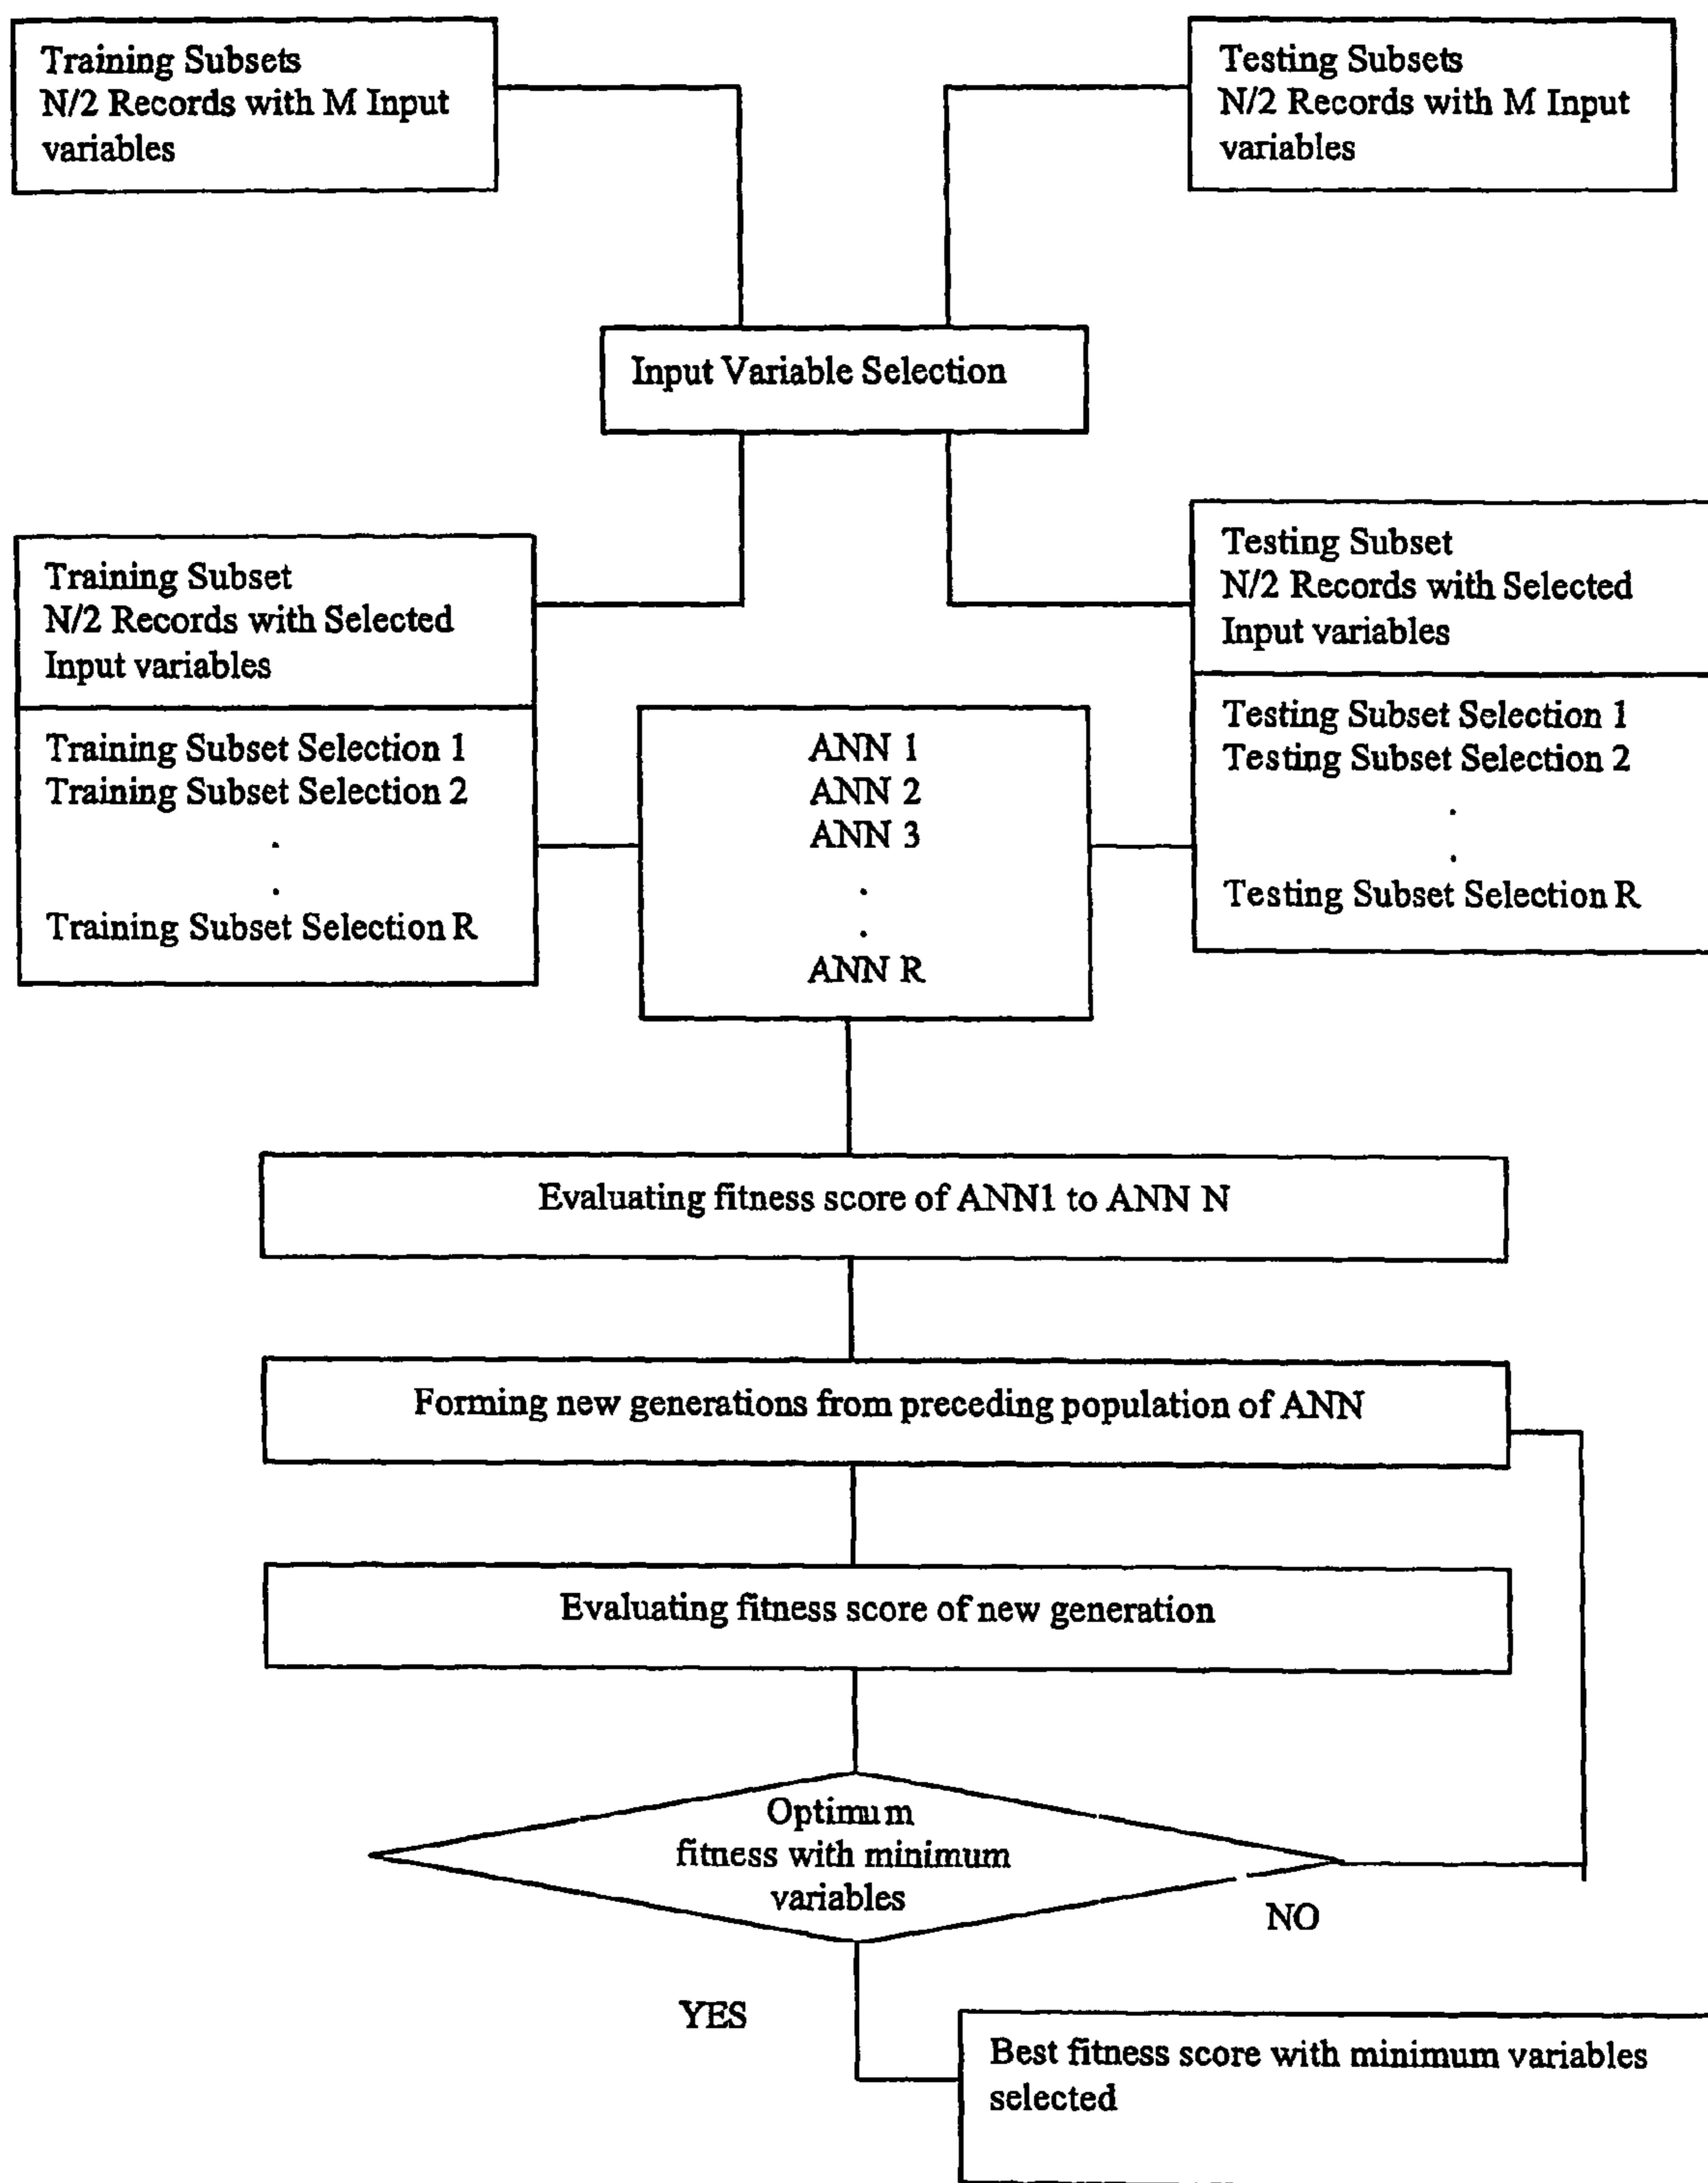 Training Subsets
N/2 Records with M Input
variables
Testing Subsets
N/2 Records with M Input
variables
Input Variable Selection
Training Subset
N/2 Records with Selected
Input variables
Testing Subset
N/2 Records with Selected
Input variables
Training Subset Selection 1
Training Subset Selection 2
.
.
Training Subset Selection R
ANN 1
ANN 2
ANN 3
.
.
ANN R
Testing Subset Selection 1
Testing Subset Selection 2
.
.
Testing Subset Selection R
Evaluating fitness score of ANN1 to ANN N
Forming new generations from preceding population of ANN
Evaluating fitness score of new generation
Optimum
fitness with minimum
variables
NO
YES
Best fitness score with minimum variables
selected